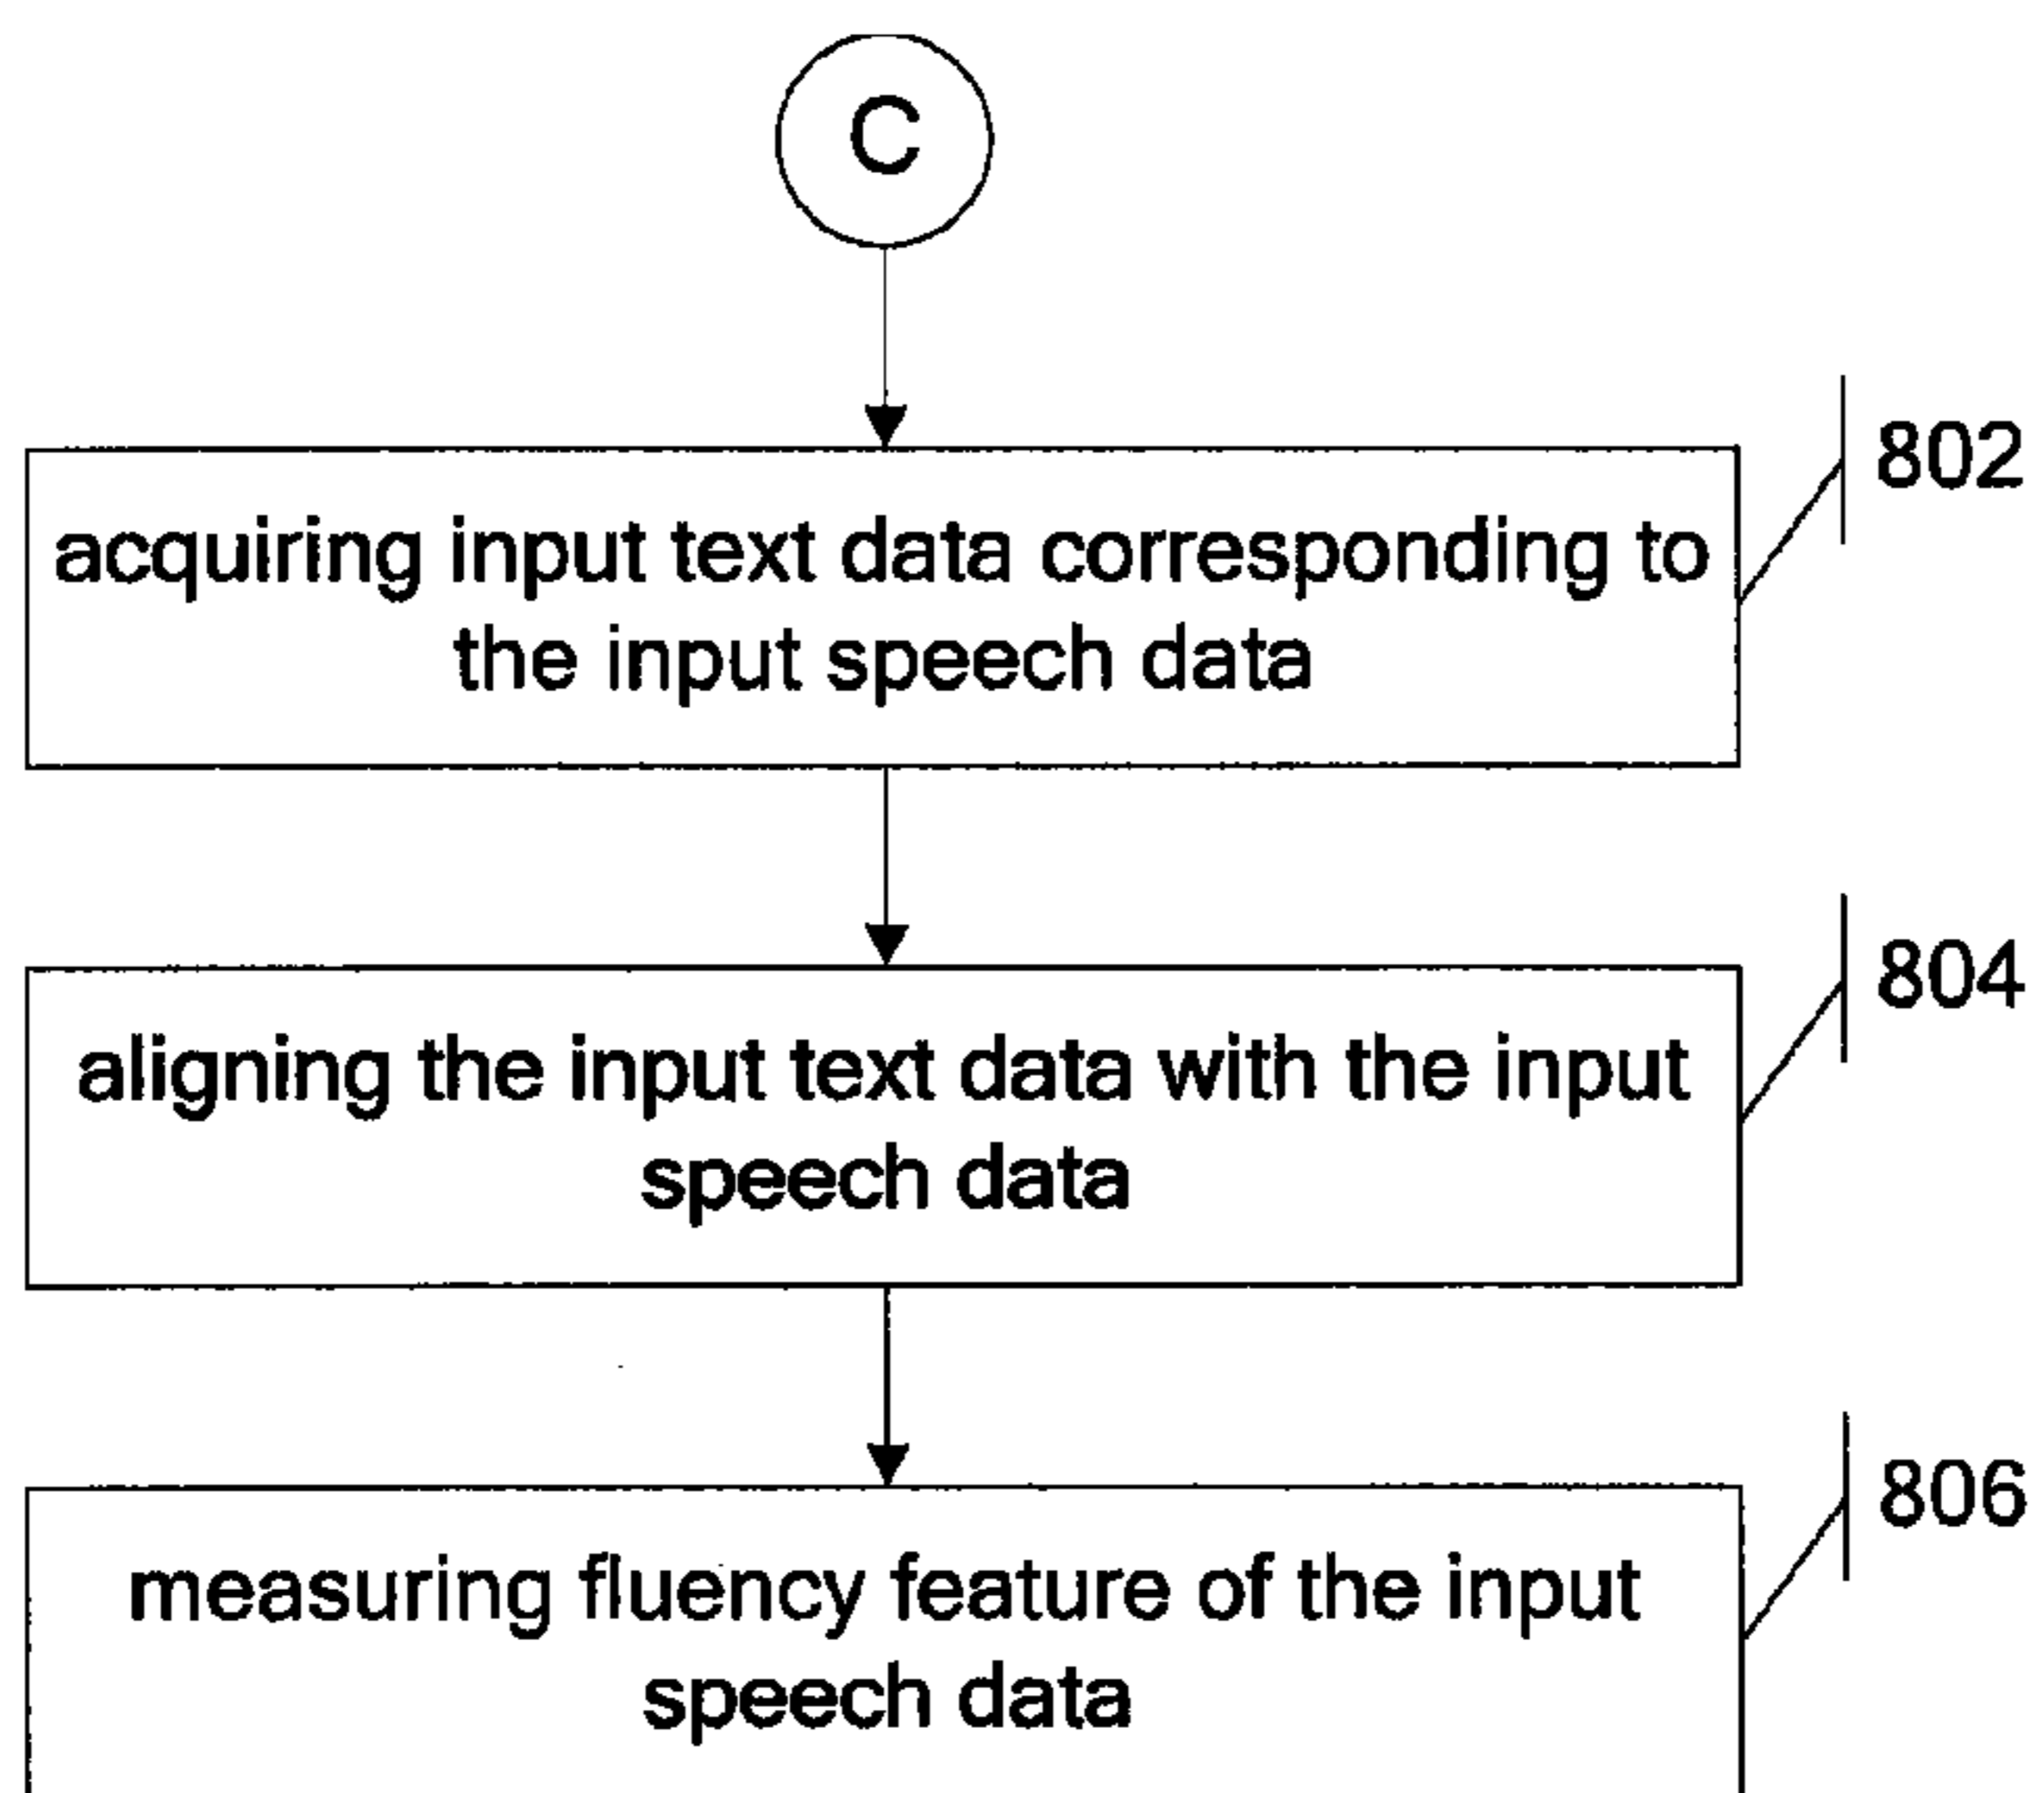 C
802
acquiring input text data corresponding to
the input speech data
804
aligning the input text data with the input
speech data
806
measuring fluency feature of the input
speech data